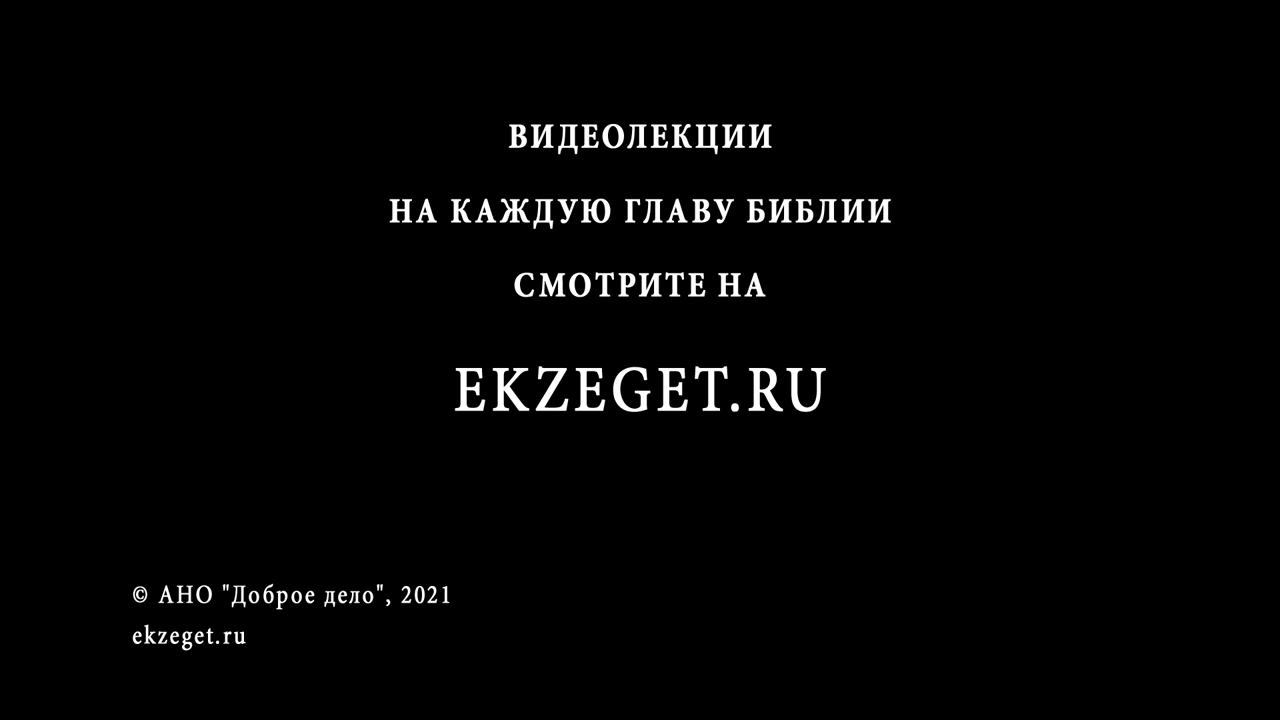 ВИДЕОЛЕКЦИИ
НА КАЖДУЮ ГЛАВУ БИБЛИИ
СМОТРИТЕ НА
EKZEGET.RU
© АНО "Доброе дело", 2021
ekzeget.ru